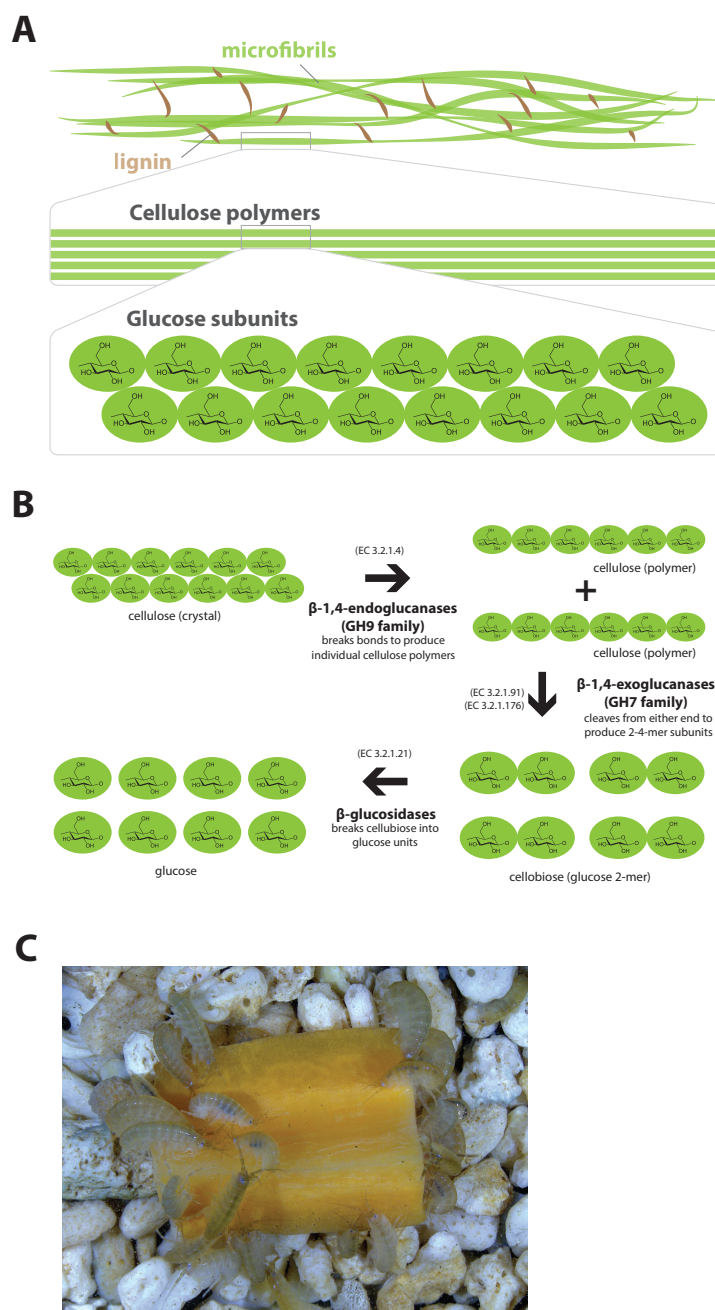 A
microfibrils
lignin
Cellulose polymers
Glucose subunits
B
(EC 3.2.1.4)
cellulose (crystal)
β-1,4-endoglucanases
(GH9 family)
breaks bonds to produce
individual cellulose polymers
cellulose (polymer)
+
cellulose (polymer)
(EC 3.2.1.91)
(EC 3.2.1.176)
β-1,4-exoglucanases
(GH7 family)
cleaves from either end to
produce 2-4-mer subunits
(EC 3.2.1.21)
β-glucosidases
breaks cellubiose into
glucose units
glucose
cellobiose (glucose 2-mer)
C